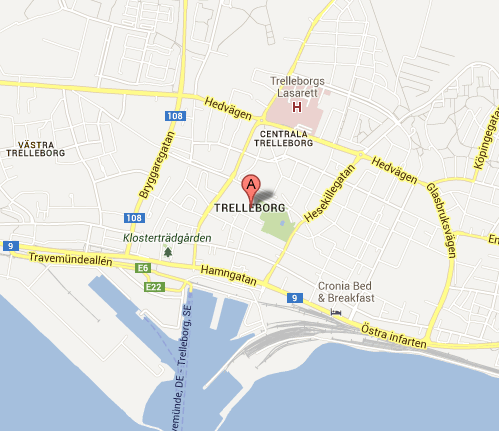 Trelleborgs
Lasarett
H
Hedvägen
108
CENTRALA
TRELLEBORG
VÄSTRA
TRELLEBORG
Bryggaregatan
Hedvägen
Köpingegatan
A
TRELLEBORG
Hesekillegatan
Glasbruksvägen
108
Klosterträdgården
9
Travemündeallén
E6
E22
Hamngatan
9
Cronia Bed
& Breakfast
Östra infarten
Travemünde, DE - Trelleborg, SE